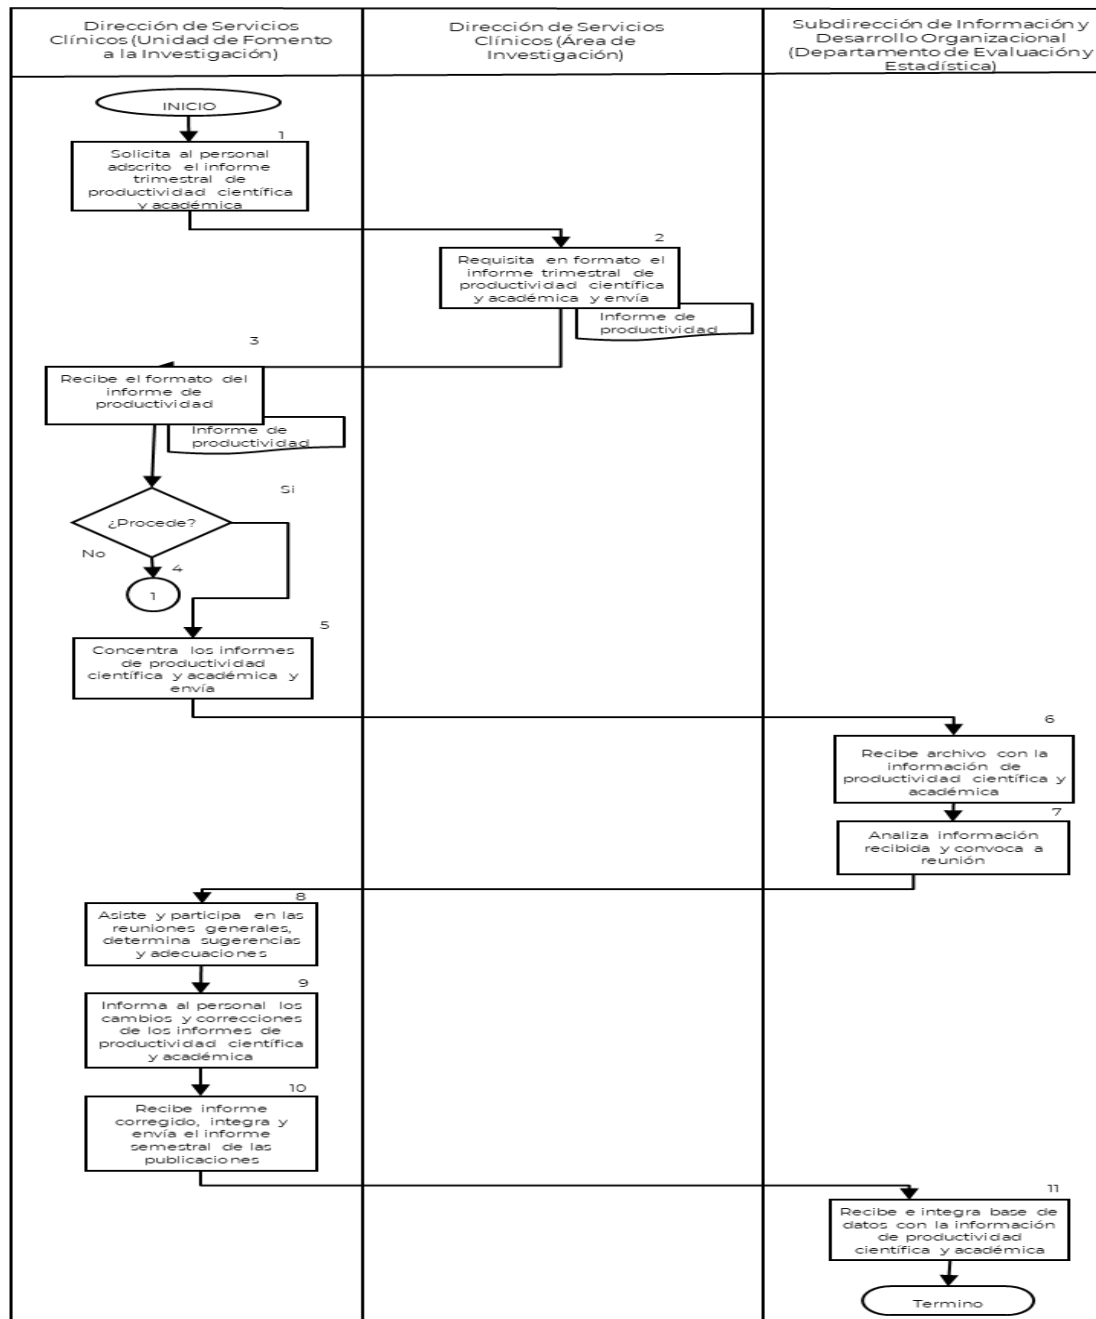 Dirección de Servicios
Clínicos (Unidad de Fomento
a la Investigación)
Dirección de Servicios
Clínicos (Área de
Investigación)
Subdirección de Información y
Desarrollo Organizacional
(Departamento de Evaluación y
Estadística)
INICIO
1
Solicita al personal
adscrito el informe
trimestral de
productividad científica
y académica
2
Requisita en formato el
informe trimestral de
productividad científica
y académica y envía
Informe de
productividad
3
Recibe el formato del
informe de
productividad
Informe de
productividad
Si
¿Procede?
No
4
1
5
Concentra los informes
de productividad
científica y académica y
envía
6
Recibe archivo con la
información de
productividad científica y
académica
7
Analiza información
recibida y convoca a
reunión
8
Asiste y participa en las
reuniones generales,
determina sugerencias
y adecuaciones
9
Informa al personal los
cambios y correcciones
de los informes de
productividad científica
y académica
10
Recibe informe
corregido, integra y
envía el informe
semestral de las
publicaciones
11
Recibe e integra base de
datos con la información
de productividad
científica y académica
Termino